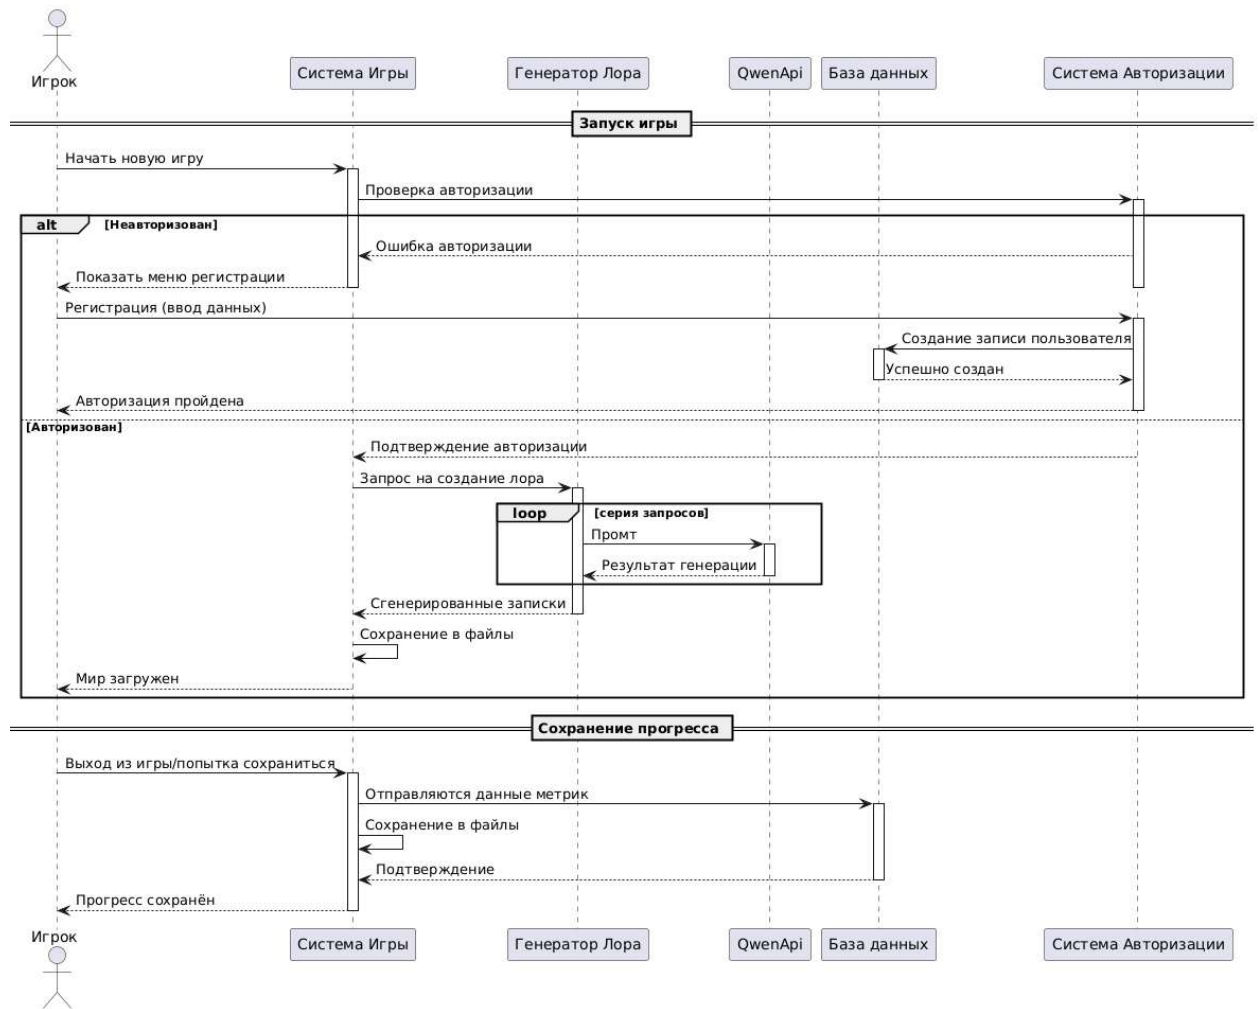 Игрок
Система Игры
Генератор Лора
QwenApi
База данных
Система Авторизации
Запуск игры
Начать новую игру
Проверка авторизации
alt
[Неавторизован]
Ошибка авторизации
Показать меню регистрации
Регистрация (ввод данных)
Создание записи пользователя
Успешно создан
Авторизация пройдена
[Авторизован]
Подтверждение авторизации
Запрос на создание лора
loop
[серия запросов]
Промт
Результат генерации
Сгенерированные записки
Сохранение в файлы
Мир загружен
Сохранение прогресса
Выход из игры/попытка сохраниться
Отправляются данные метрик
Сохранение в файлы
Подтверждение
Прогресс сохранён
Игрок
Система Игры
Генератор Лора
QwenApi
База данных
Система Авторизации